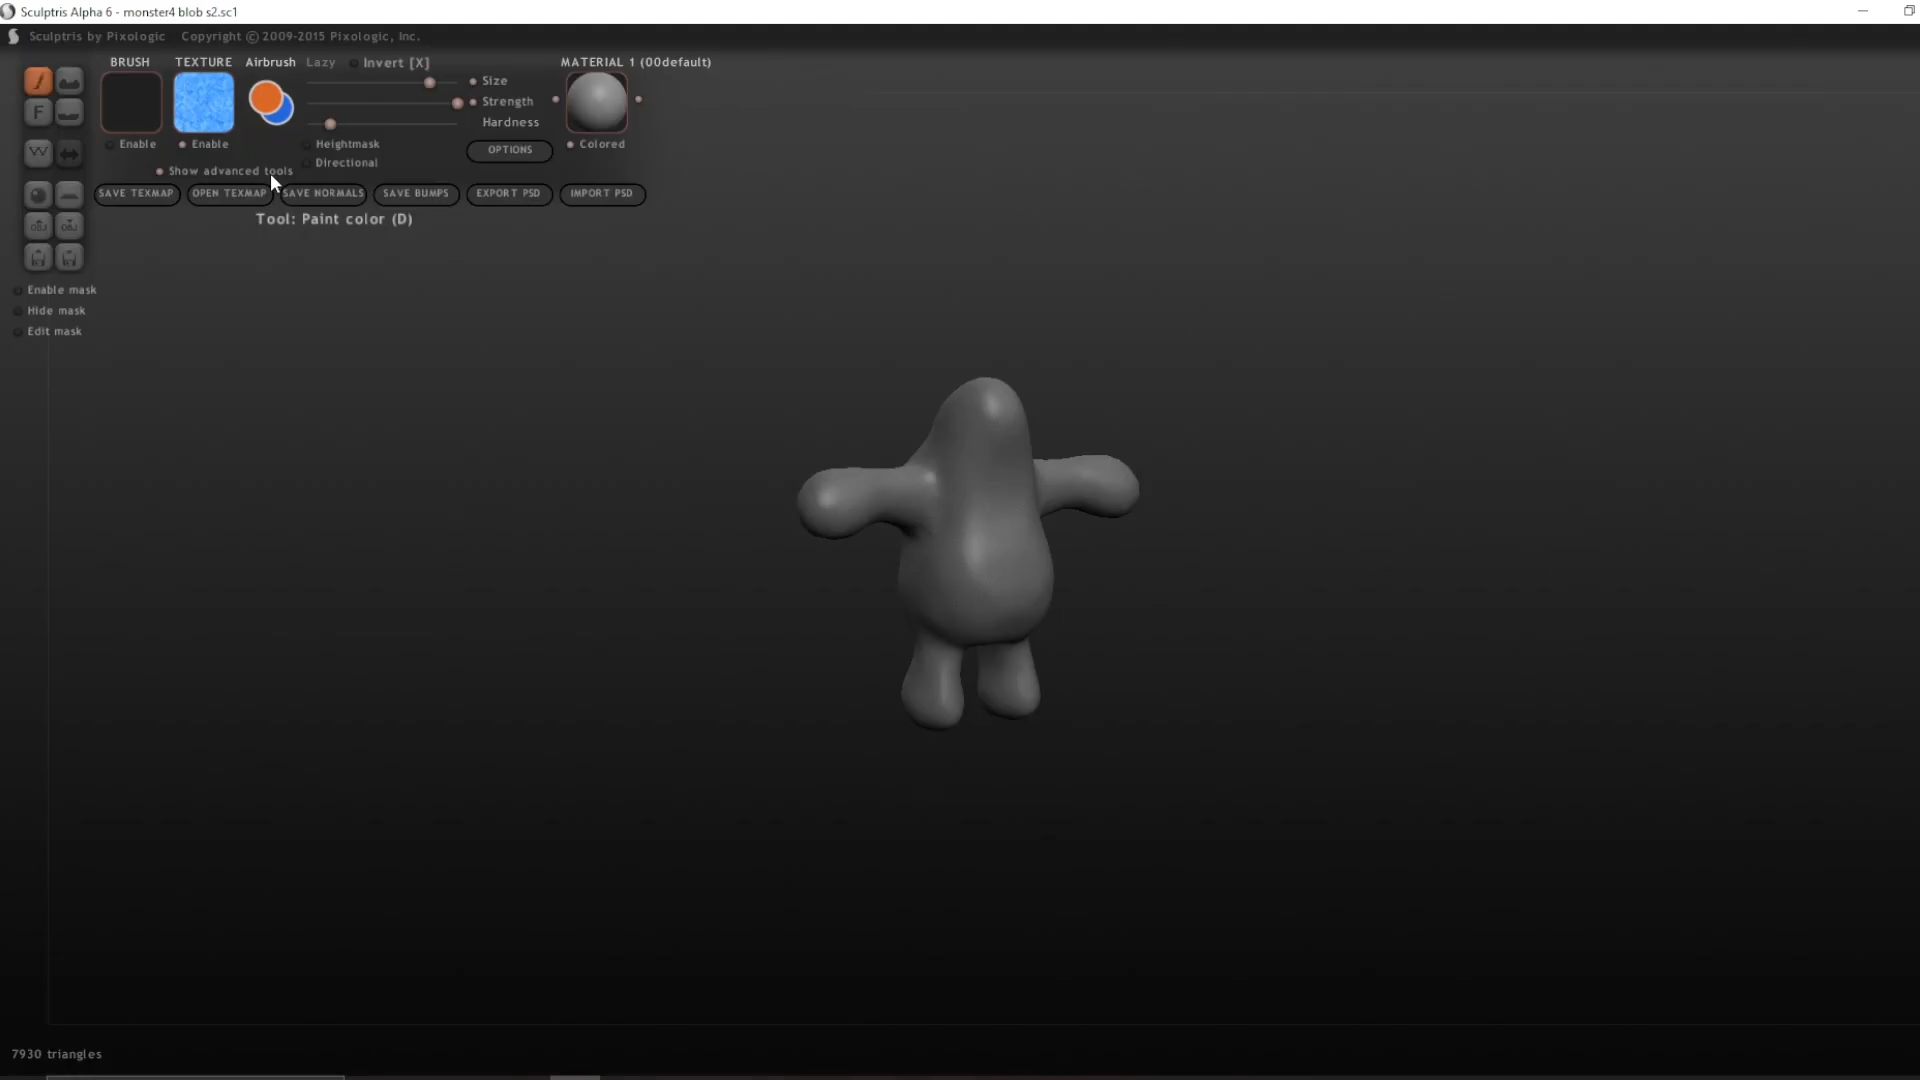 Sculptris Alpha 6 - monster4 blob s2.sc1
Sculptris by Pixologic Copyright © 2009-2015 Pixologic, Inc.
BRUSH TEXTURE Airbrush Lazy Invert [X] MATERIAL 1 (00default)
Size
F Strength
Hardness
Enable Enable Heightmask OPTIONS Colored
Directional
Show advanced tools
SAVE TEXMAP OPEN TEXMAP SAVE NORMALS SAVE BUMPS EXPORT PSD IMPORT PSD
Tool: Paint color (D)
OBJ OBJ
Enable mask
Hide mask
Edit mask
7930 triangles